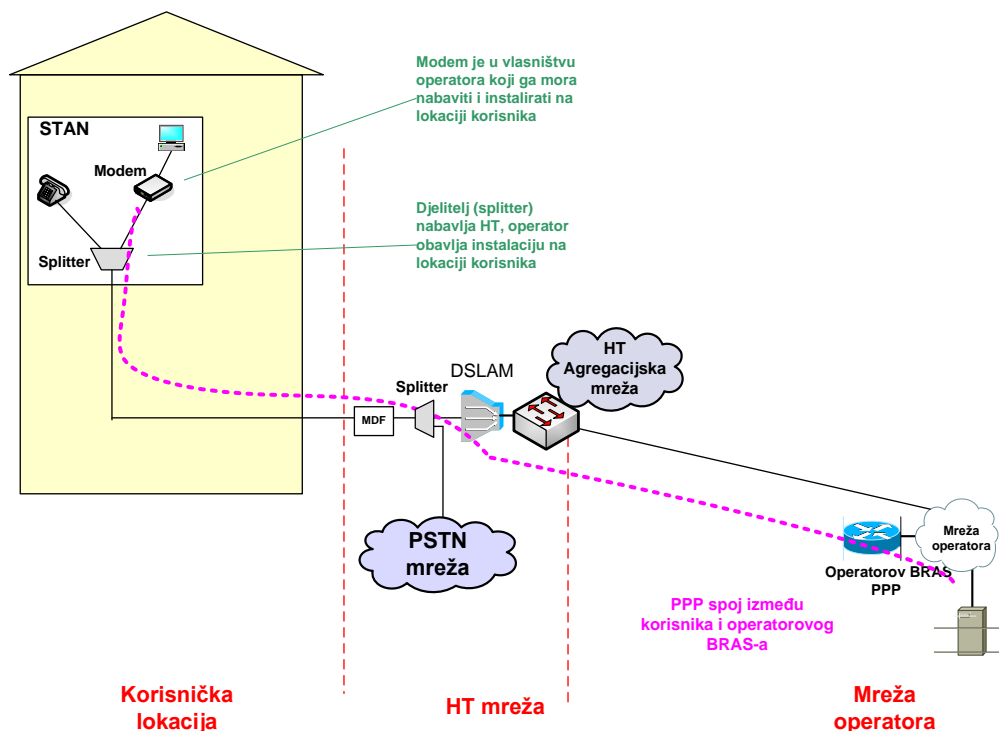 Modem je u vlasništvu
operatora koji ga mora
nabaviti i instalirati na
lokaciji korisnika
STAN
Modem
Djelitelj (splitter)
nabavlja HT, operator
obavlja instalaciju na
lokaciji korisnika
Splitter
HT
Agregacijska
mreža
DSLAM
Splitter
MDF
PSTN
mreža
Mreža
operatora
Operatorov BRAS
PPP
PPP spoj između
korisnika i operatorovog
BRAS-a
Korisnička
lokacija
HT mreža
Mreža
operatora